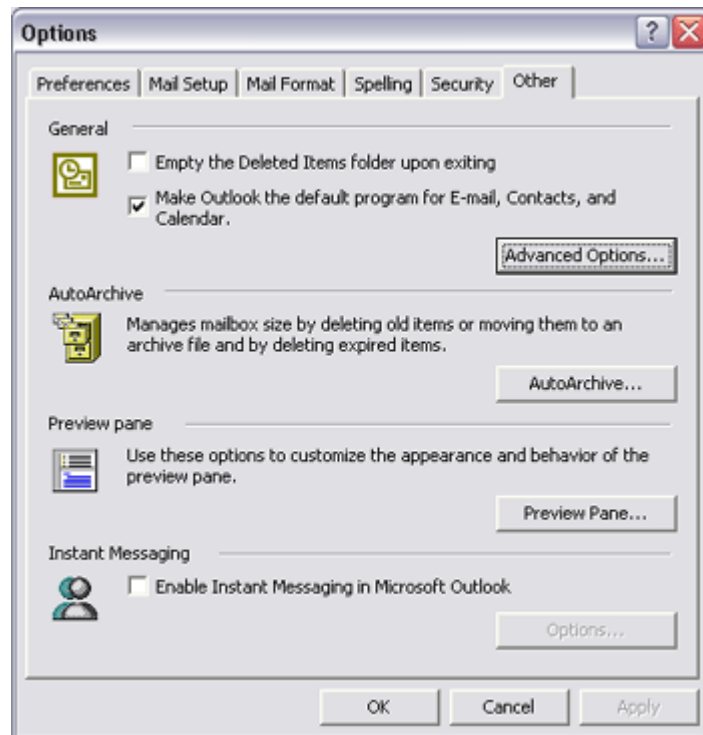 Options
Preferences Mail Setup Mail Format Spelling Security Other
General
Empty the Deleted Items folder upon exiting
Make Outlook the default program for E-mail, Contacts, and
Calendar.
Advanced Options...
AutoArchive
Manages mailbox size by deleting old items or moving them to an
archive file and by deleting expired items.
AutoArchive...
Preview pane
Use these options to customize the appearance and behavior of the
preview pane.
Preview Pane...
Instant Messaging
Enable Instant Messaging in Microsoft Outlook
Options...
OK Cancel Apply